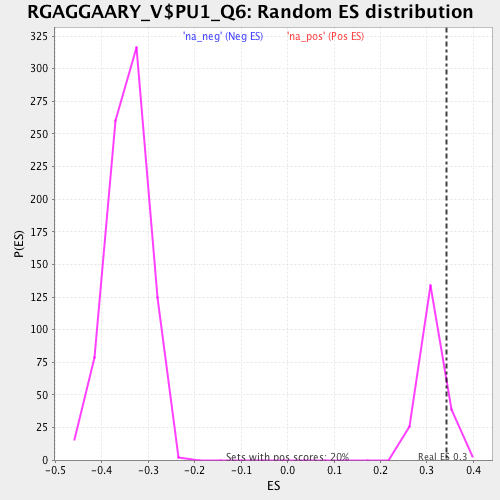 RGAGGAARY_V$PU1_Q6: Random ES distribution
'na_neg' (Neg ES) 'na_pos' (Pos ES)
325
300
275
250
225
200
175
150
125
100
75
50
25
0
P(ES)
Sets with pos scores: 20%
Real ES 0.3
-0.5 -0.4 -0.3 -0.2 -0.1 0.0 0.1 0.2 0.3 0.4
ES